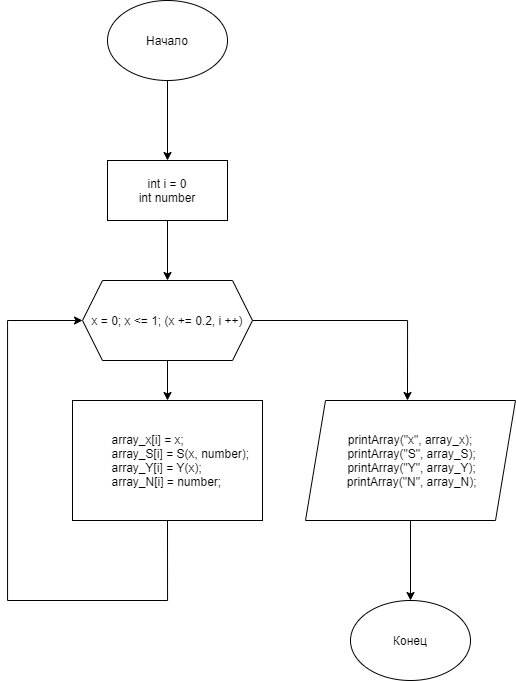 Начало
int i = 0
int number
x = 0; x <= 1; (x += 0.2, i ++)
array_x[i] = x;
array_S[i] = S(x, number);
array_Y[i] = Y(x);
array_N[i] = number;
printArray("x", array_x);
printArray("S", array_S);
printArray("Y", array_Y);
printArray("N", array_N);
Конец